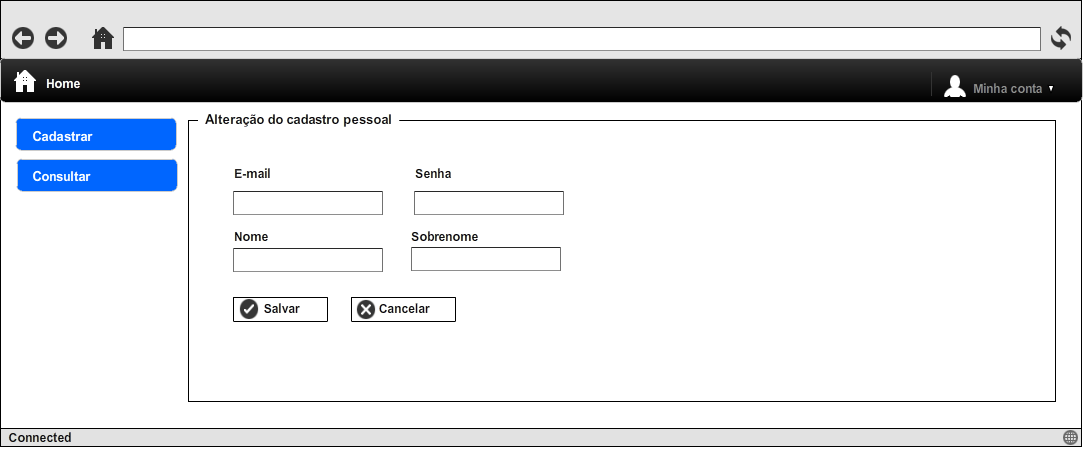 Home
Minha conta
Cadastrar
Consultar
Alteração do cadastro pessoal
E-mail Senha
Nome Sobrenome
Salvar Cancelar
Connected